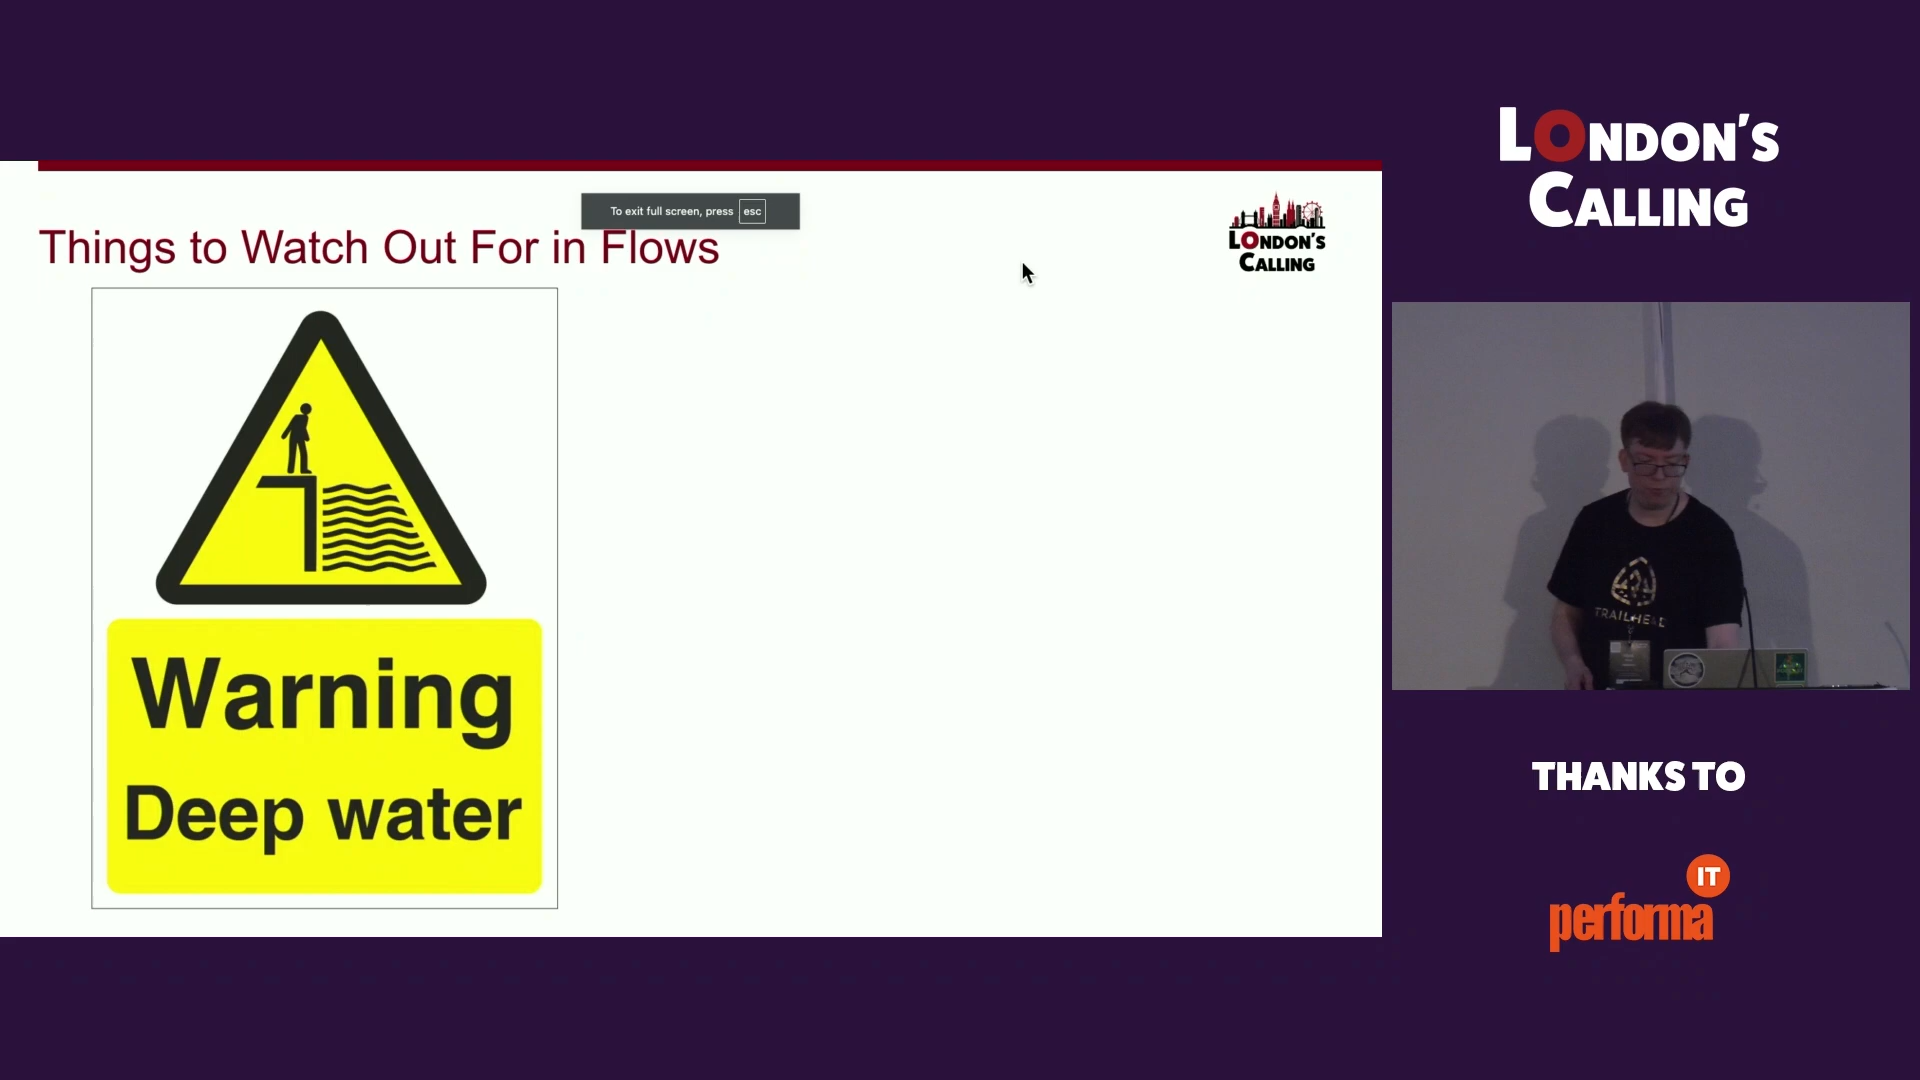 To exit full screen, press esc
Things to Watch Out For in Flows
LONDON'S
CALLING
Warning
Deep water
LONDON'S
CALLING
TRAILHEAD
THANKS TO
IT
performa